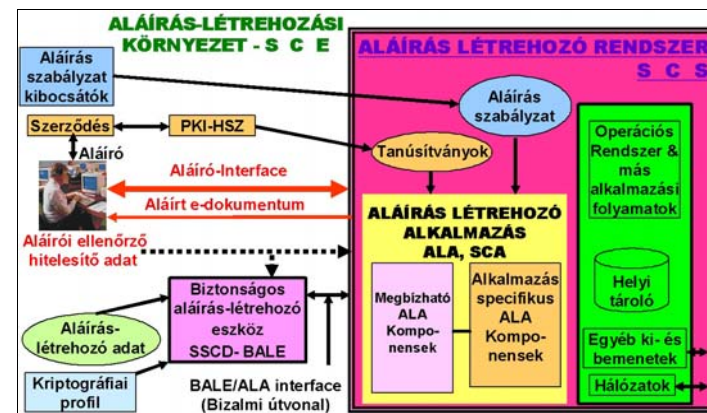 ALÁÍRÁS-LÉTREHOZÁSI
KÖRNYEZET - S C E
ALÁÍRÁS LÉTREHOZÓ RENDSZER
S C S
Aláírás
szabályzat
kibocsátók
Aláírás
szabályzat
Szerződés
PKI-HSZ
Tanúsítványok
Aláíró
Aláíró-Interface
Aláírt e-dokumentum
Aláírói ellenőrző
hitelesítő adat
ALÁÍRÁS LÉTREHOZÓ
ALKALMAZÁS
ALA, SCA
Megbízható
ALA
Kompo-
nensek
Alkalmazás
specifikus
ALA
Kompo-
nensek
Operációs
Rendszer &
más
alkalmazási
folyamatok
Helyi
tároló
Egyéb ki- és
bemenetek
Hálózatok
Biztonságos
aláírás-létrehozó
eszköz
SSCD- BALE
Aláírás-
létrehozó adat
Kriptográfiai
profil
BALE/ALA interface
(Bizalmi útvonal)